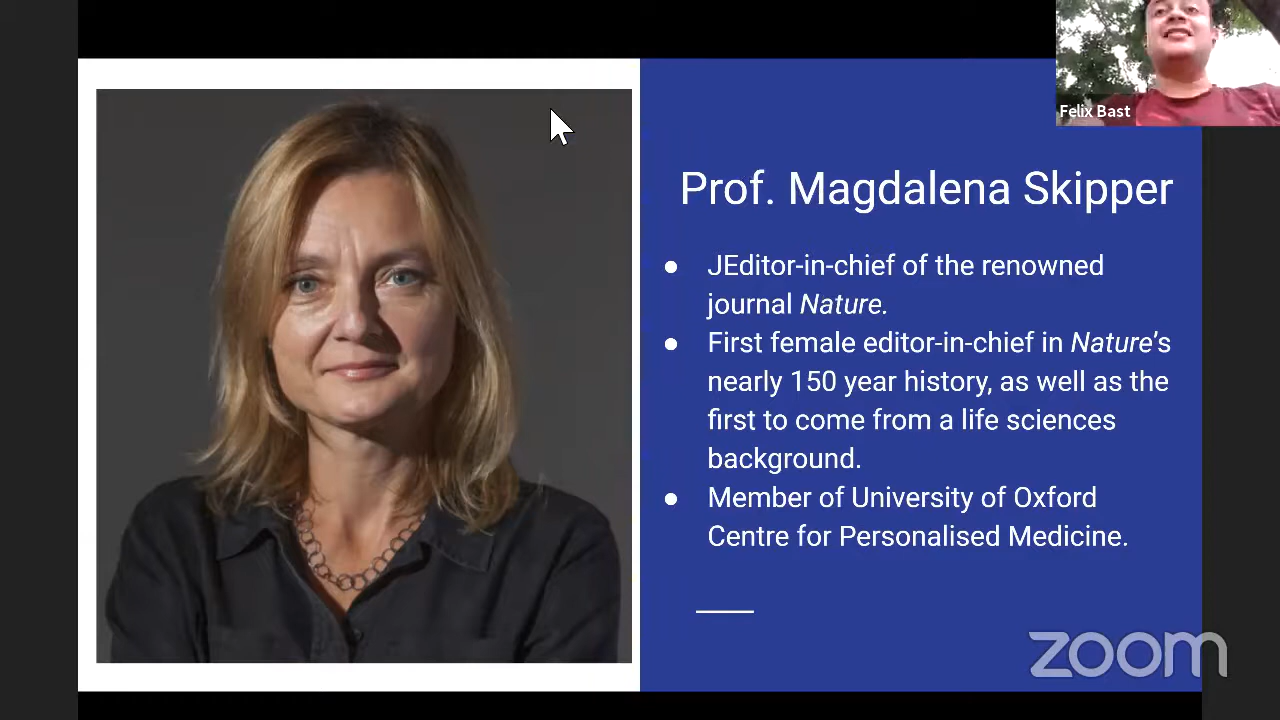 Felix Bast
Prof. Magdalena Skipper
● JEditor-in-chief of the renowned
journal Nature.
● First female editor-in-chief in Nature's
nearly 150 year history, as well as the
first to come from a life sciences
background.
● Member of University of Oxford
Centre for Personalised Medicine.
zoom